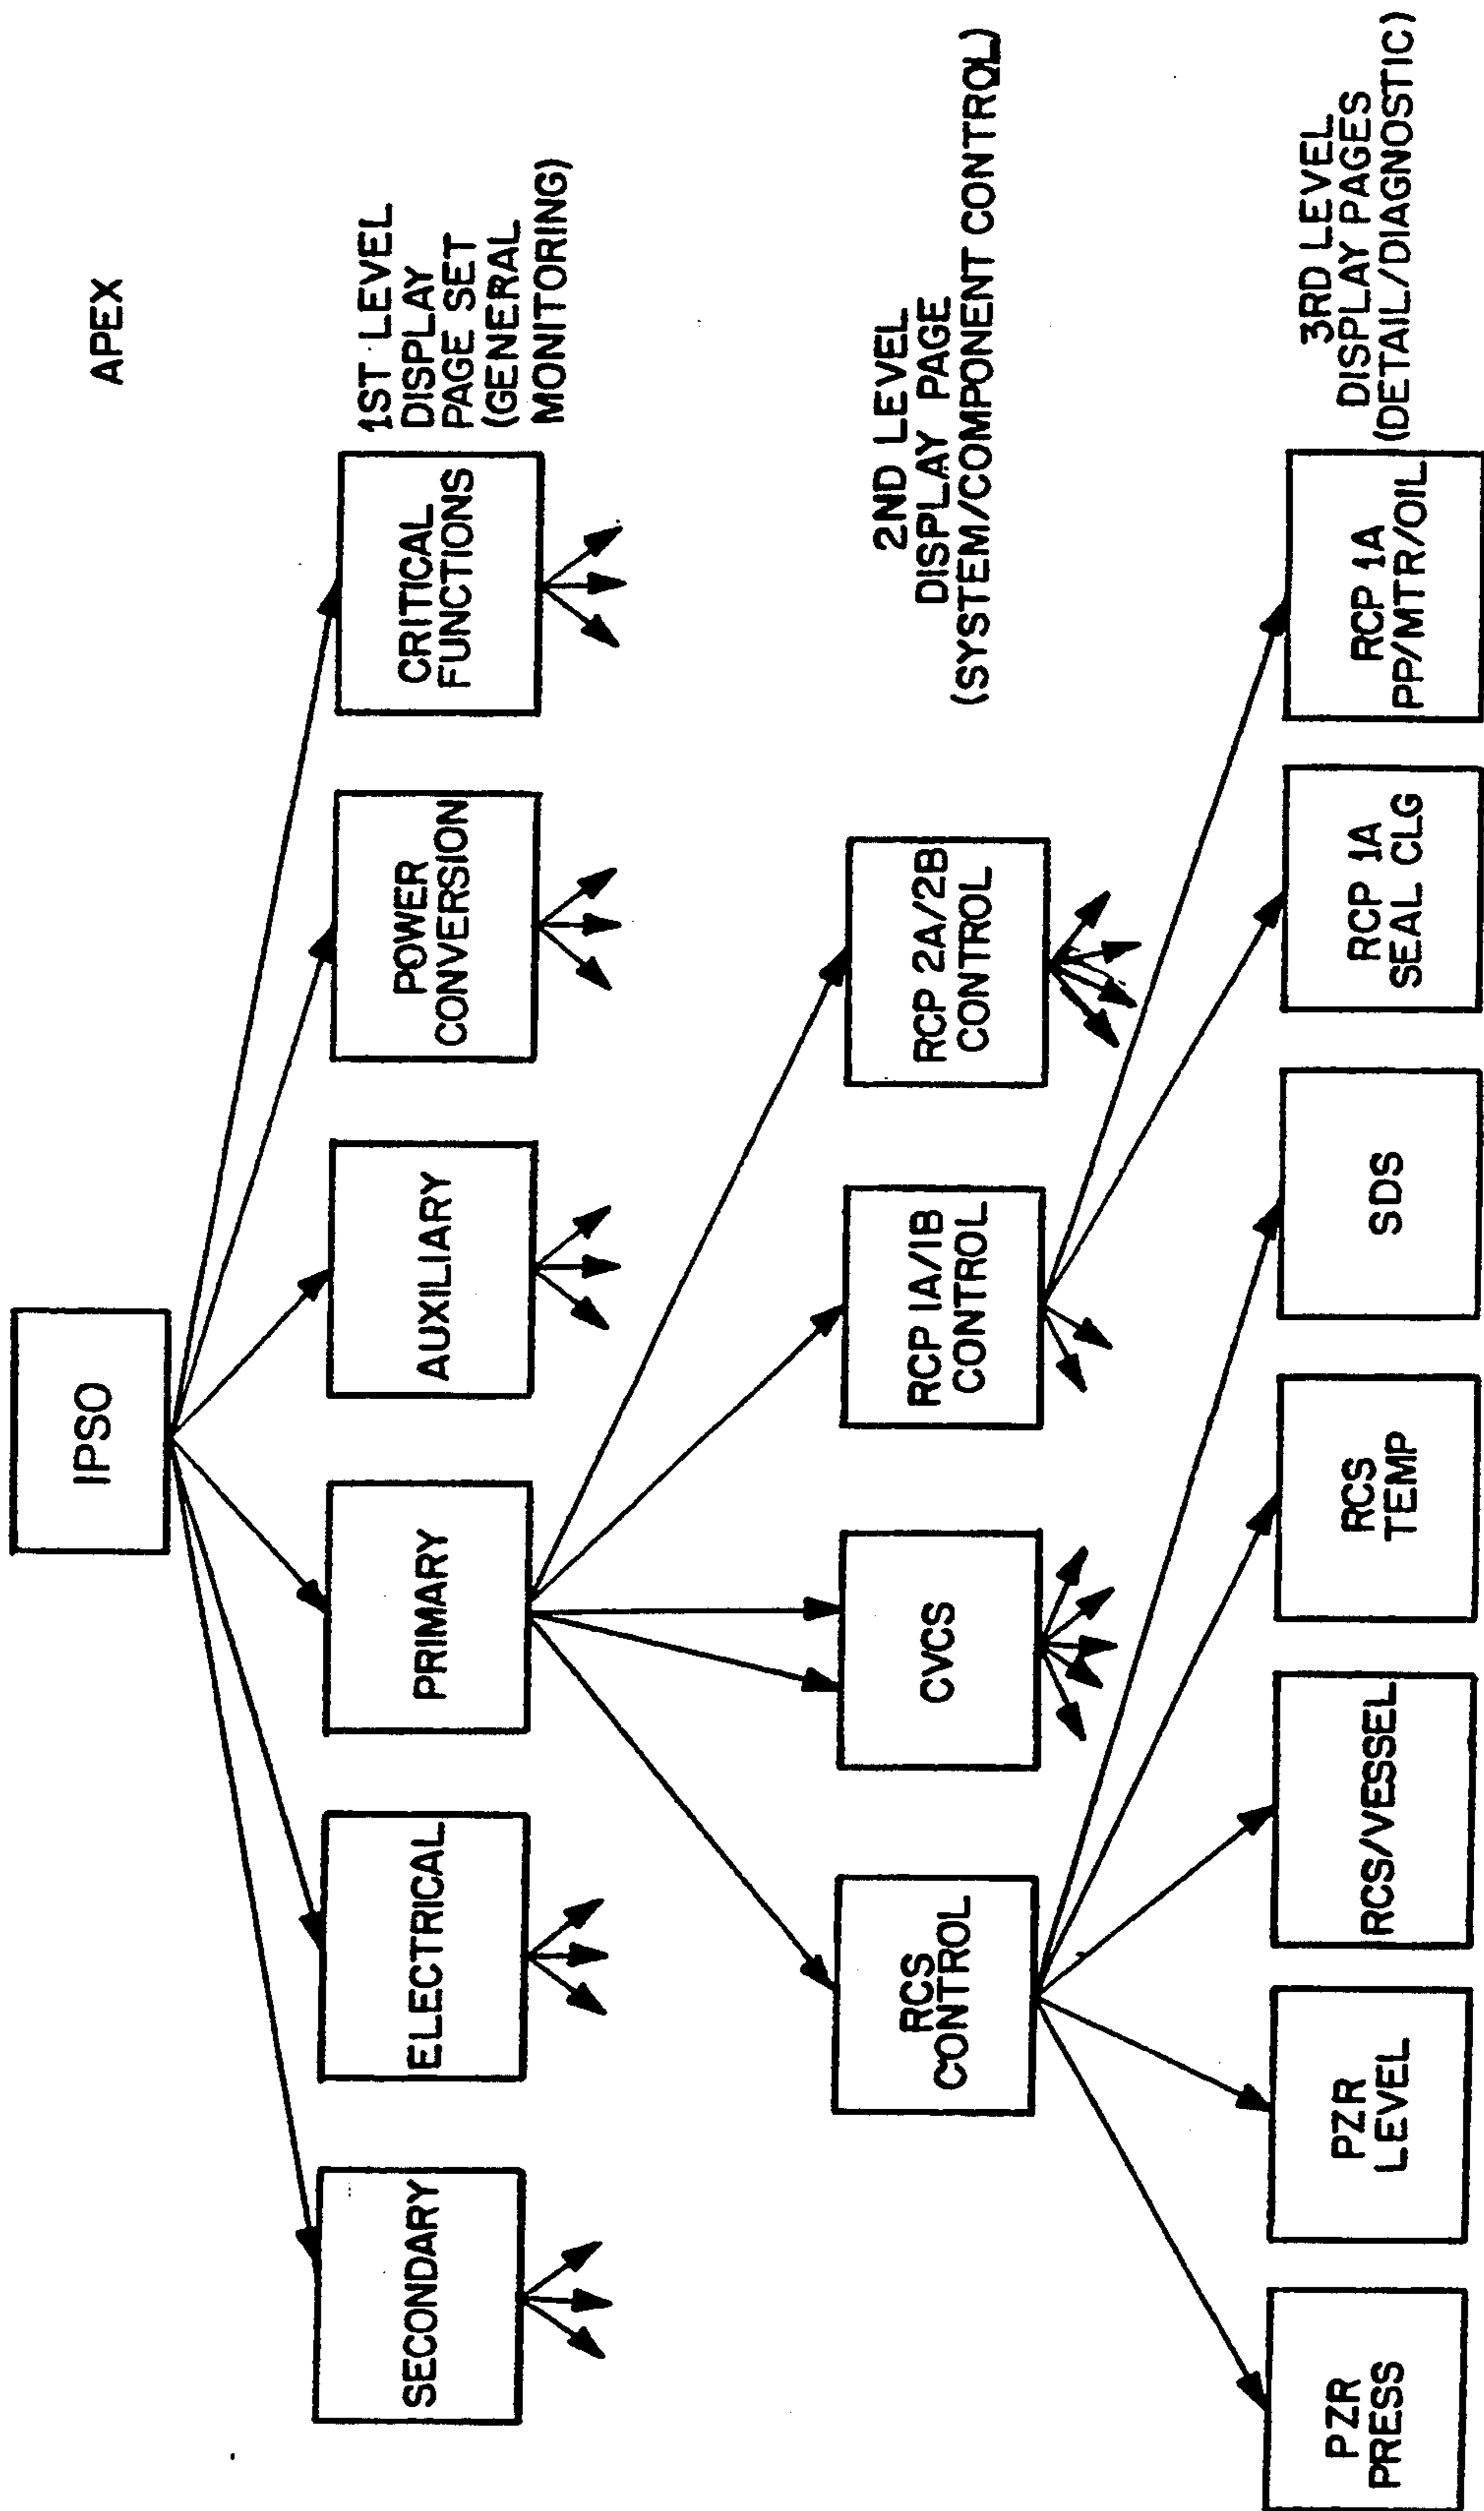 IPSO
APEX
SECONDARY
ELECTRICAL
PRIMARY
AUXILIARY
POWER
CONVERSION
CRITICAL
FUNCTIONS
1ST LEVEL
DISPLAY
PAGE SET
(GENERAL
MONITORING)
RCS
CONTROL
CVCS
RCP IA/IB
CONTROL
RCP 2A/2B
CONTROL
2ND LEVEL
DISPLAY PAGE
(SYSTEM/COMPONENT CONTROL)
PZR
PRESS
PZR
LEVEL
RCS/VESSEL
RCS
TEMP
SDS
RCP 1A
SEAL CLG
RCP 1A
PP/MTR/OIL
3RD LEVEL
DISPLAY PAGES
(DETAIL/DIAGNOSTIC)